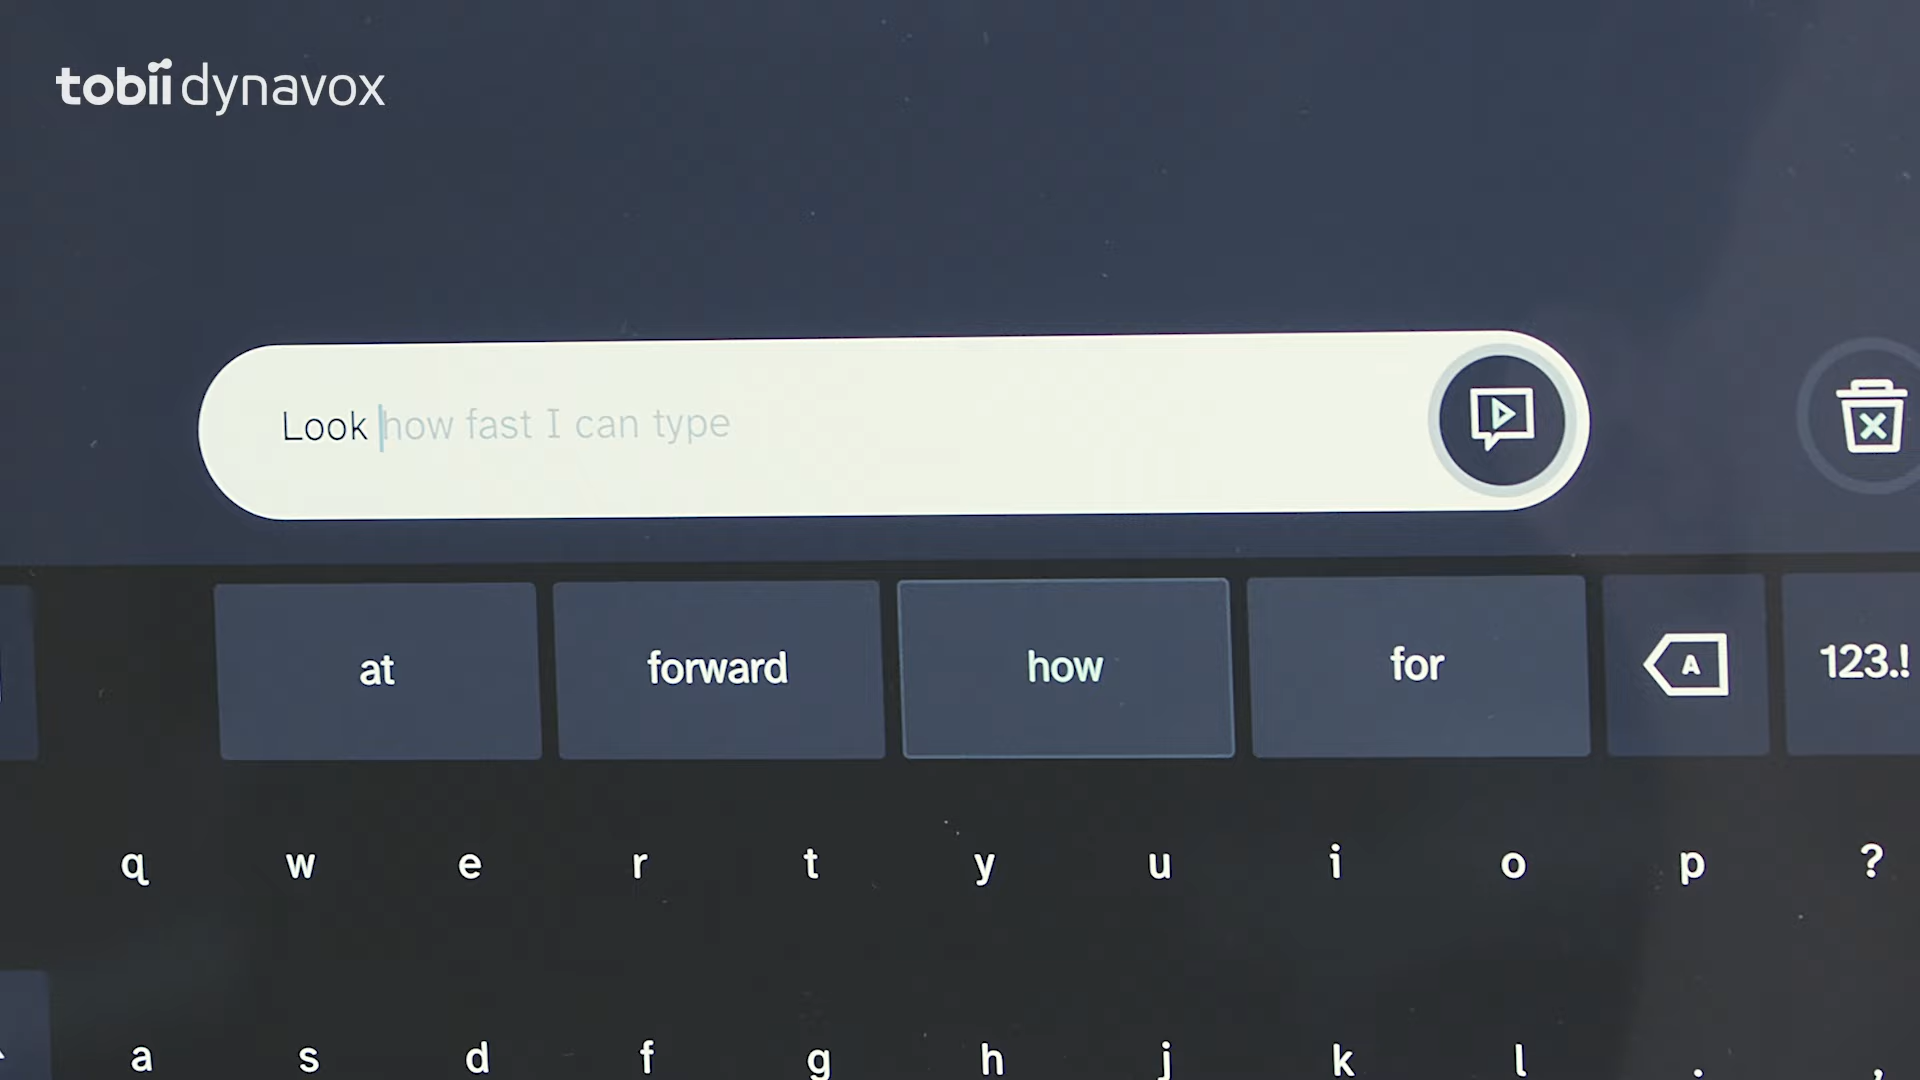 tobii dynavox
Look how fast I can type
at forward how for A 123.!
q w e r t y u i o p ?
a s d f g h j k l . ,